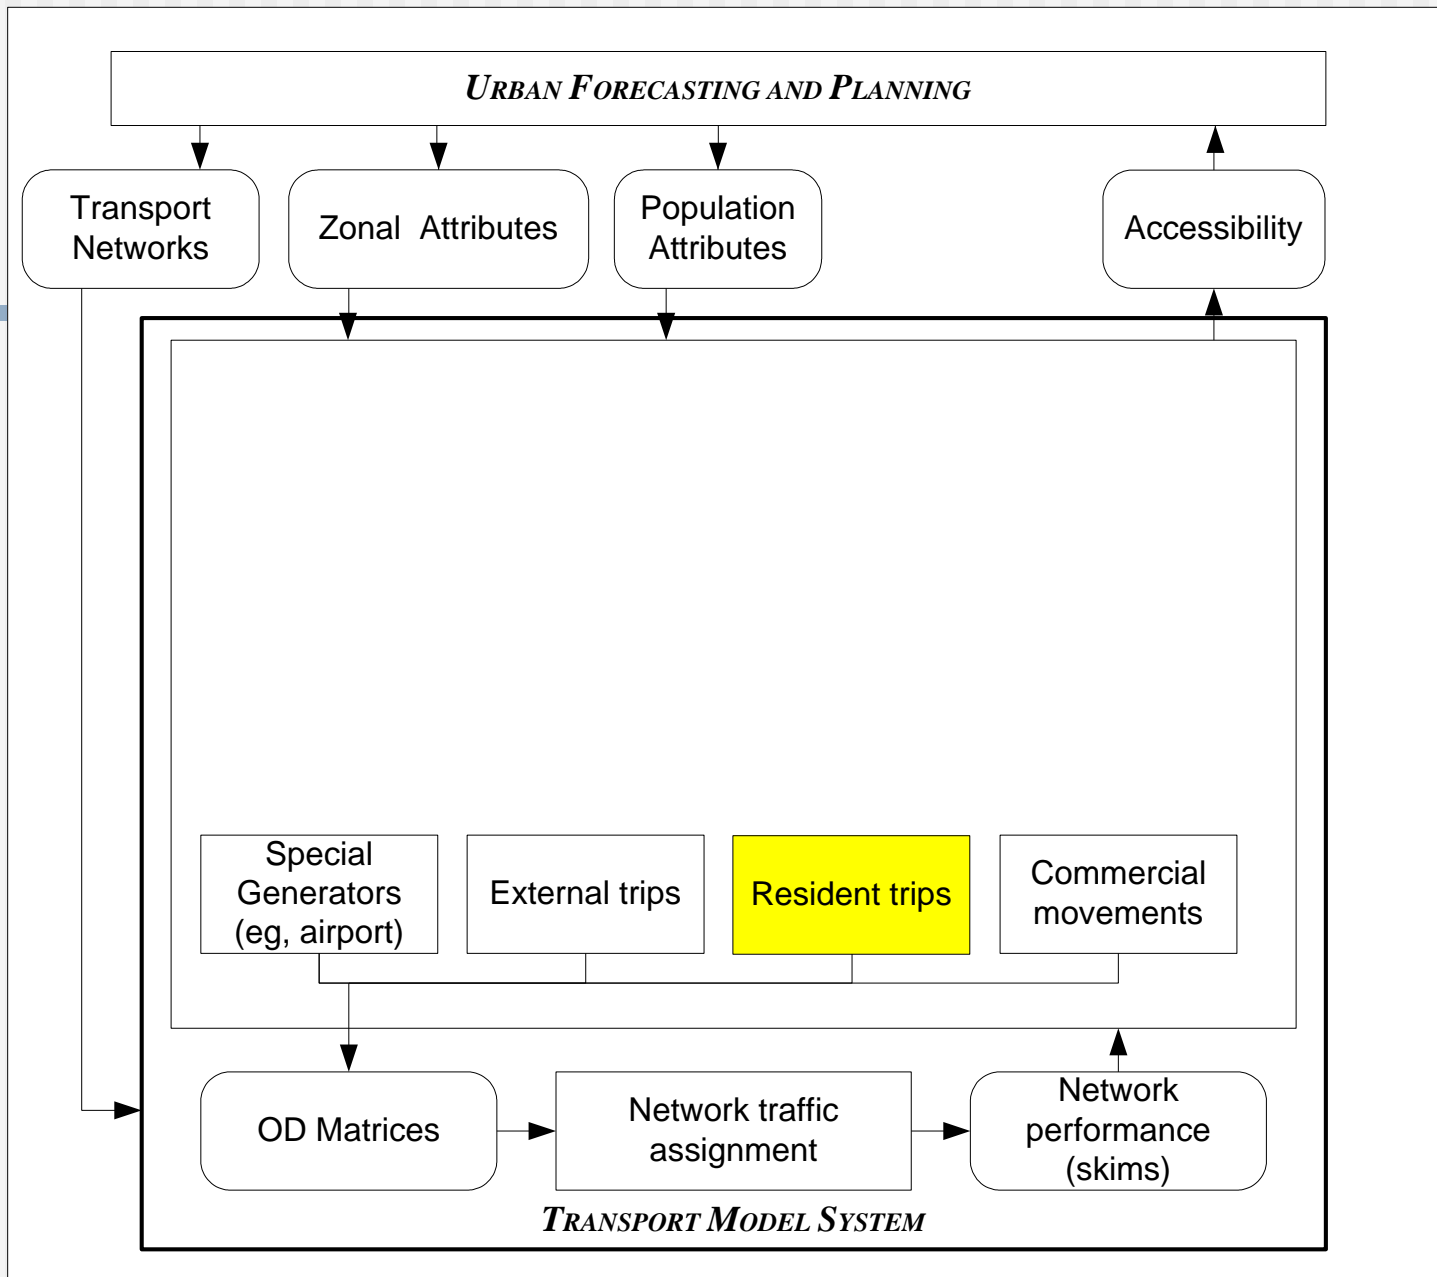 URBAN FORECASTING AND PLANNING
Transport
Networks
Zonal Attributes
Population
Attributes
Accessibility
Special
Generators
(eg, airport)
External trips
Resident trips
Commercial
movements
OD Matrices
Network traffic
assignment
Network
performance
(skims)
TRANSPORT MODEL SYSTEM